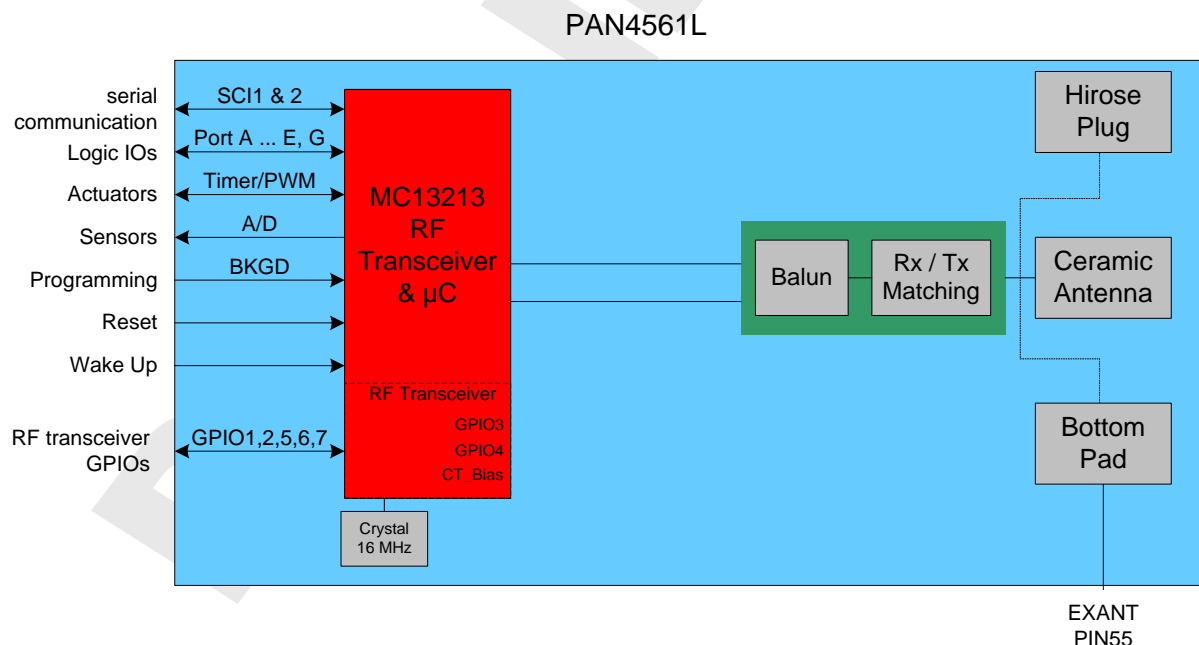 PAN4561L
serial
communication
SCI1 & 2
Logic IOs
Port A ... E, G
Actuators
Timer/PWM
Sensors
A/D
Programming
BKGD
Reset
Wake Up
RF transceiver
GPIOs
GPIO1,2,5,6,7
MC13213
RF
Transceiver
& µC
RF Transceiver
GPIO3
GPIO4
CT_Bias
Crystal
16 MHz
Balun
Rx / Tx
Matching
Hirose
Plug
Ceramic
Antenna
Bottom
Pad
EXANT
PIN55